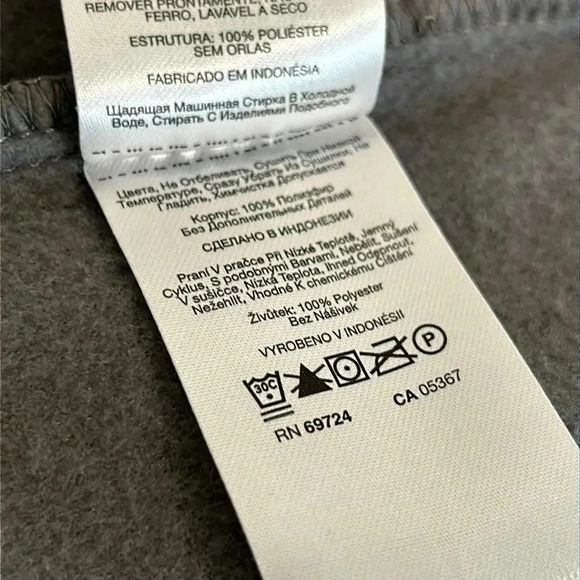 REMOVER PRONTAMENTE,
FERRO, LAVÁVEL A SECO
ESTRUTURA: 100% POLIÉSTER
SEM ORLAS
FABRICADO EM INDONÉSIA
Щадящая Машинная Стирка В Холодной
Воде, Стирать С Изделиями Подобного
Цвета, Не Отбеливать, Сушить При Низкой
Температуре, Сразу Убрать Из Сушилки, Не
Гладить, Химчистка Допускается
Корпус: 100% Полиэфир
Без Дополнительных Деталей
СДЕЛАНО В ИНДОНЕЗИИ
Praní V pračce Při Nízké Teplotě, Jemný
Cyklus, S podobnými Barvami, Nebělit, Sušení
V sušičce, Nízká Teplota, Ihned Odepnout,
Nežehlit, Vhodné K chemickému Čištění
Živůtek: 100% Polyester
Bez Nášivek
VYROBENO V INDONÉSII
30C P
RN 69724 CA 05367